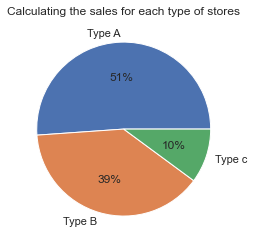 Calculating the sales for each type of stores
Type A
51%
10%
Type c
39%
Type B